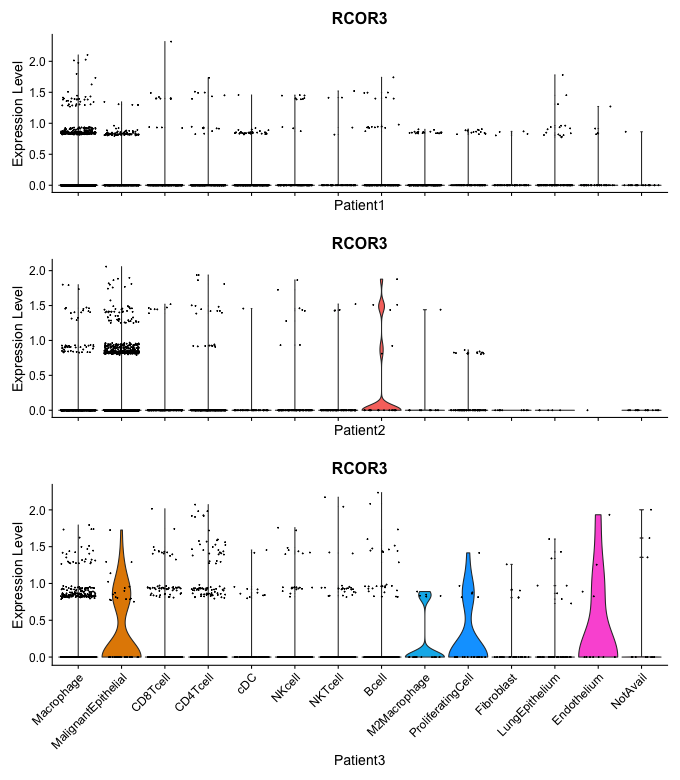 RCOR3
Expression Level
2.0
1.5
1.0
0.5
0.0
Patient1
RCOR3
Expression Level
2.0
1.5
1.0
0.5
0.0
Patient2
RCOR3
Expression Level
2.0
1.5
1.0
0.5
0.0
Macrophage
MalignantEpithelial
CD8Tcell
CD4Tcell
cDC
NKcell
NKTcell
Bcell
M2Macrophage
ProliferatingCell
Fibroblast
LungEpithelium
Endothelium
NotAvail
Patient3